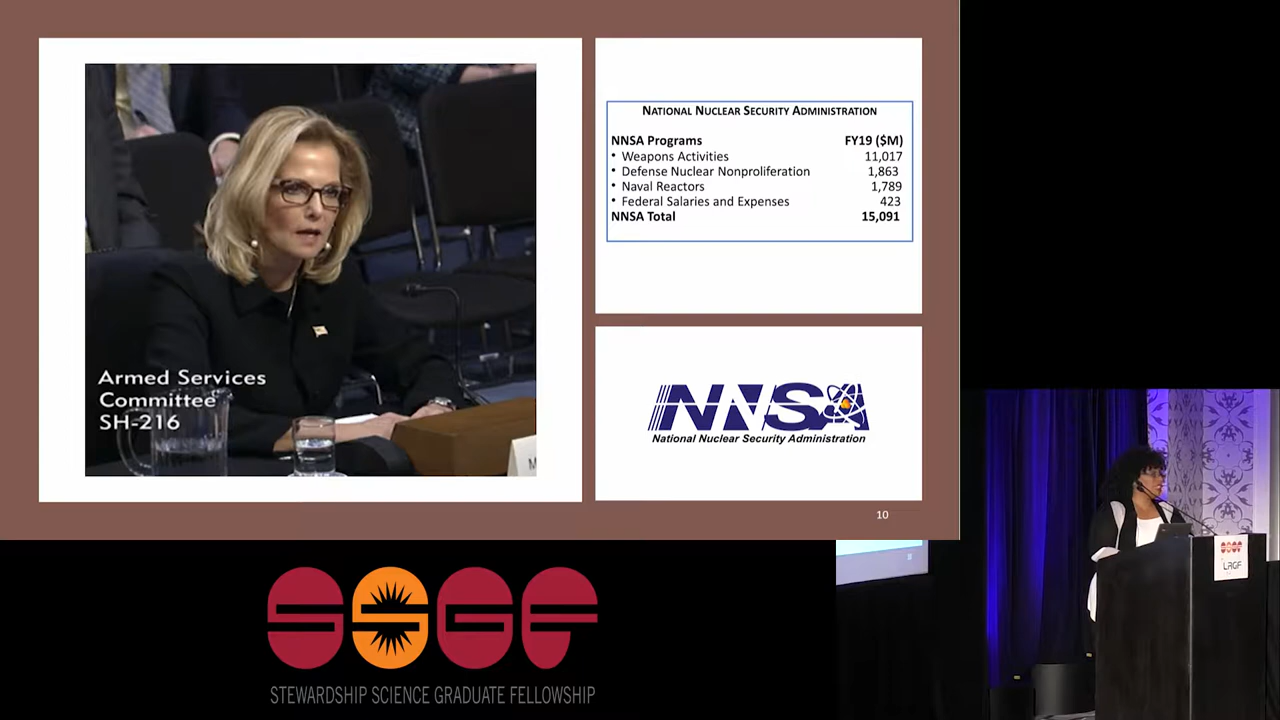 Armed Services
Committee
SH-216
NATIONAL NUCLEAR SECURITY ADMINISTRATION
NNSA Programs FY19 ($M)
• Weapons Activities 11,017
• Defense Nuclear Nonproliferation 1,863
• Naval Reactors 1,789
• Federal Salaries and Expenses 423
NNSA Total 15,091
NNSA
National Nuclear Security Administration
10
SSGF
STEWARDSHIP SCIENCE GRADUATE FELLOWSHIP
SSGF
LRGF